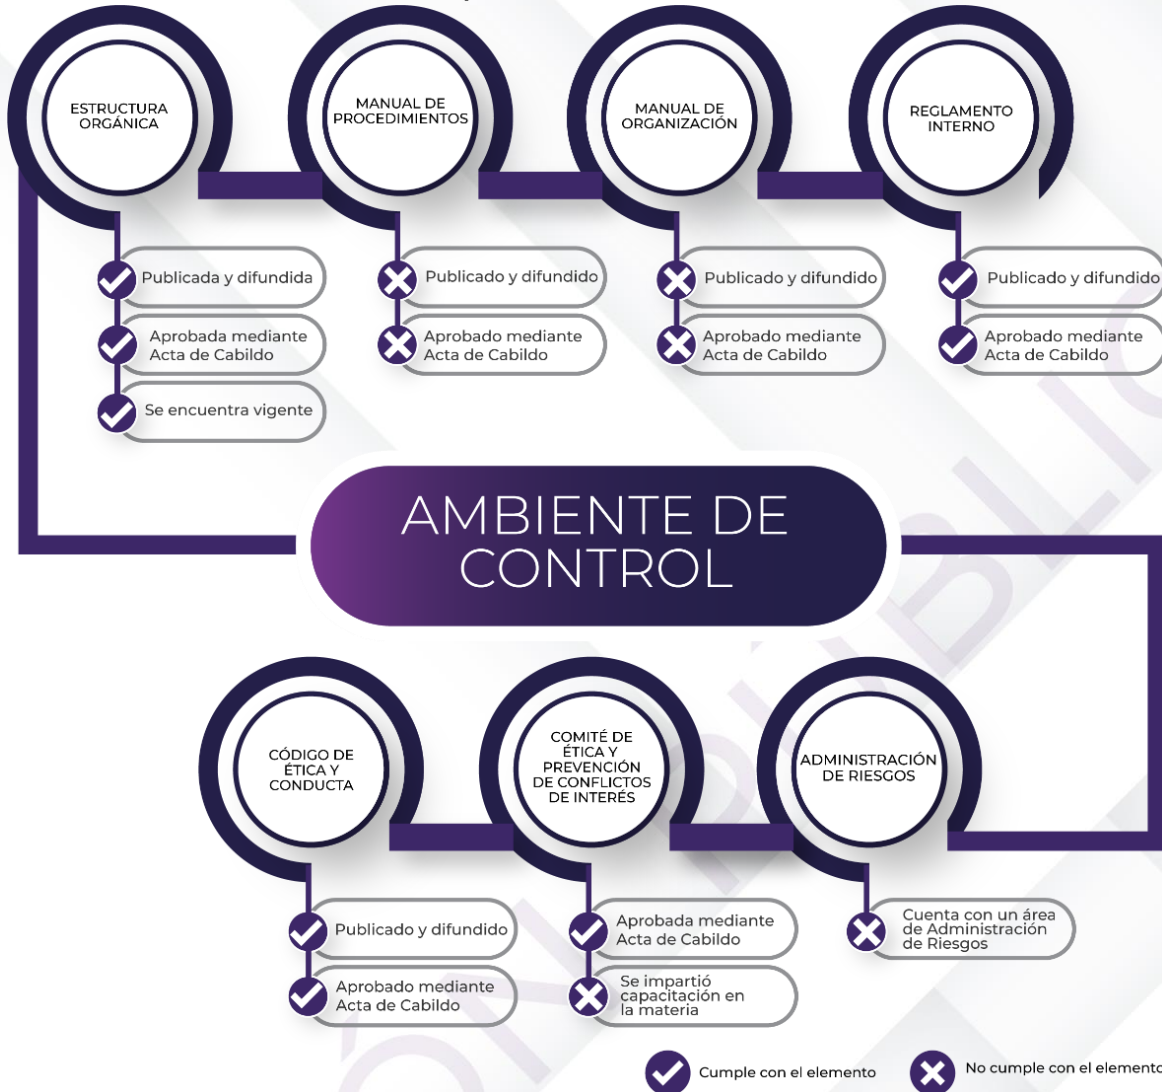 ESTRUCTURA
ORGÁNICA
MANUAL DE
PROCEDIMIENTOS
MANUAL DE
ORGANIZACIÓN
REGLAMENTO
INTERNO
Publicada y difundida
Aprobada mediante
Acta de Cabildo
Se encuentra vigente
Publicado y difundido
Aprobado mediante
Acta de Cabildo
Publicado y difundido
Aprobado mediante
Acta de Cabildo
Publicado y difundido
Aprobado mediante
Acta de Cabildo
AMBIENTE DE
CONTROL
CÓDIGO DE
ÉTICA Y
CONDUCTA
COMITÉ DE
ÉTICA Y
PREVENCIÓN
DE CONFLICTOS
DE INTERÉS
ADMINISTRACIÓN
DE RIESGOS
Publicado y difundido
Aprobado mediante
Acta de Cabildo
Aprobada mediante
Acta de Cabildo
Se impartió
capacitación en
la materia
Cuenta con un área
de Administración
de Riesgos
Cumple con el elemento
No cumple con el elemento